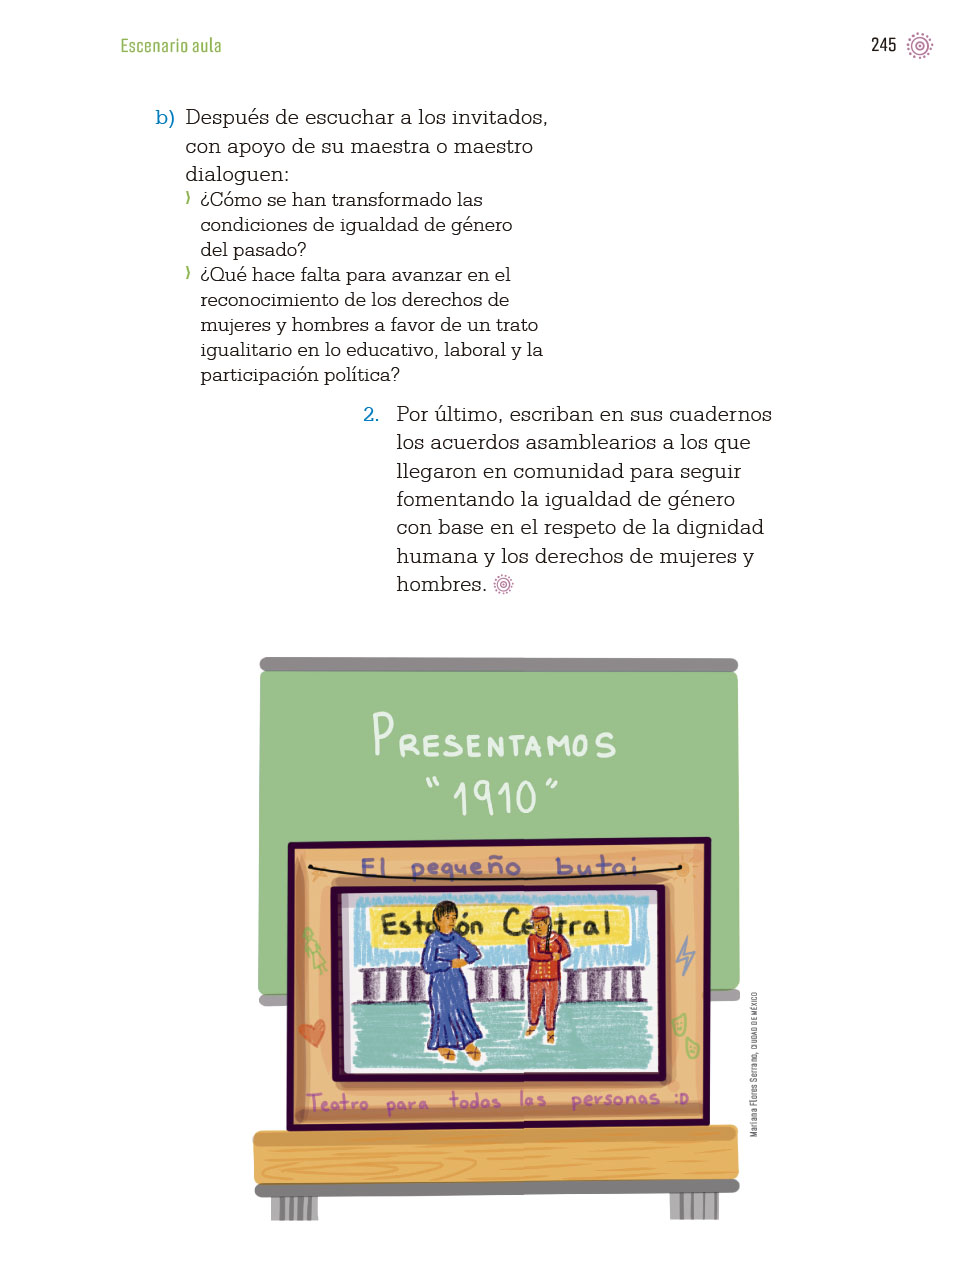 Escenario aula
245
b) Después de escuchar a los invitados,
con apoyo de su maestra o maestro
dialoguen:
⟩ ¿Cómo se han transformado las
condiciones de igualdad de género
del pasado?
⟩ ¿Qué hace falta para avanzar en el
reconocimiento de los derechos de
mujeres y hombres a favor de un trato
igualitario en lo educativo, laboral y la
participación política?
2. Por último, escriban en sus cuadernos
los acuerdos asamblearios a los que
llegaron en comunidad para seguir
fomentando la igualdad de género
con base en el respeto de la dignidad
humana y los derechos de mujeres y
hombres.
PRESENTAMOS
"1910"
El pequeño butai
Estación Central
Teatro para todas las personas :D
Mariana Flores Serrano, CIUDAD DE MÉXICO